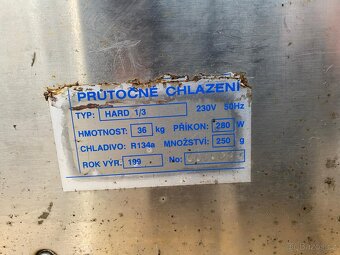 PRŮTOČNÉ CHLAZENÍ
TYP: HARD 1/3 230V 50Hz
HMOTNOST: 36 kg PŘÍKON: 280 W
CHLADIVO: R134a MNOŽSTVÍ: 250 g
ROK VÝR. 199 No: